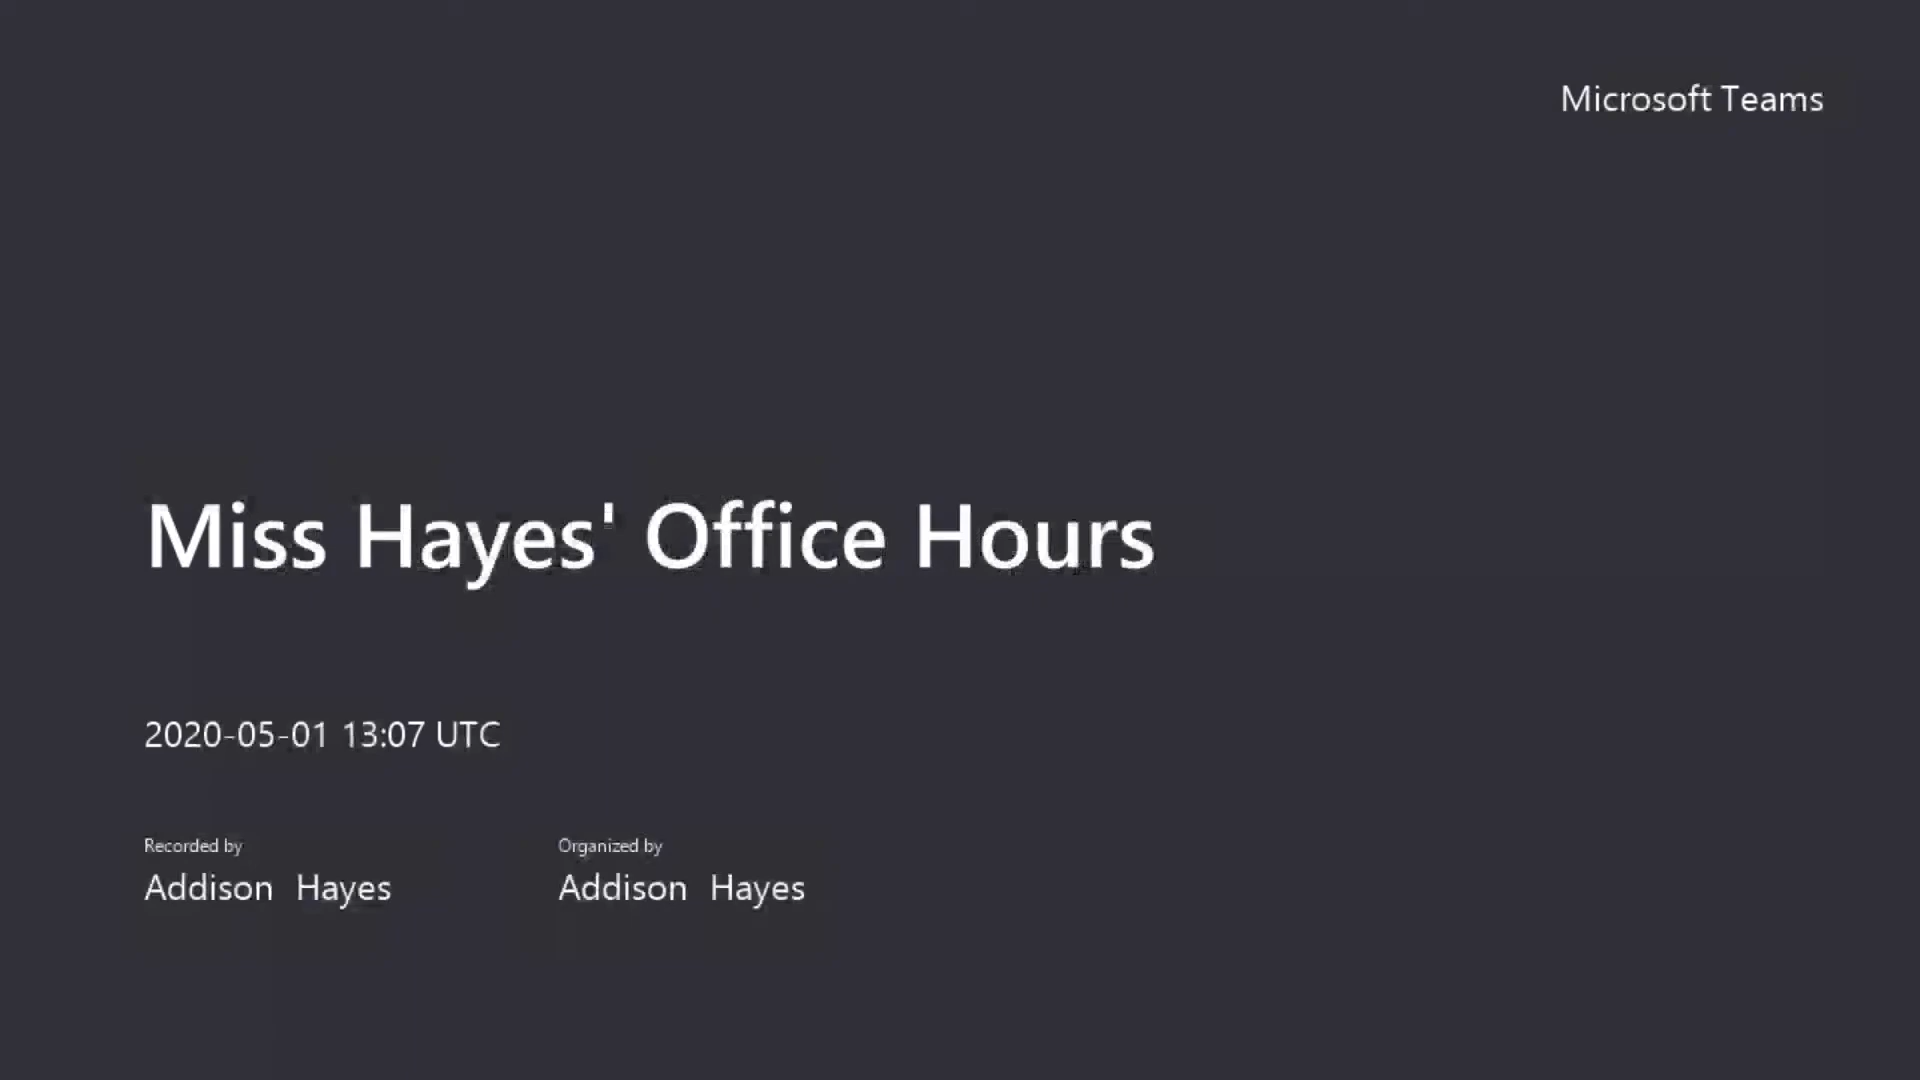 Microsoft Teams
Miss Hayes' Office Hours
2020-05-01 13:07 UTC
Recorded by
Addison Hayes
Organized by
Addison Hayes